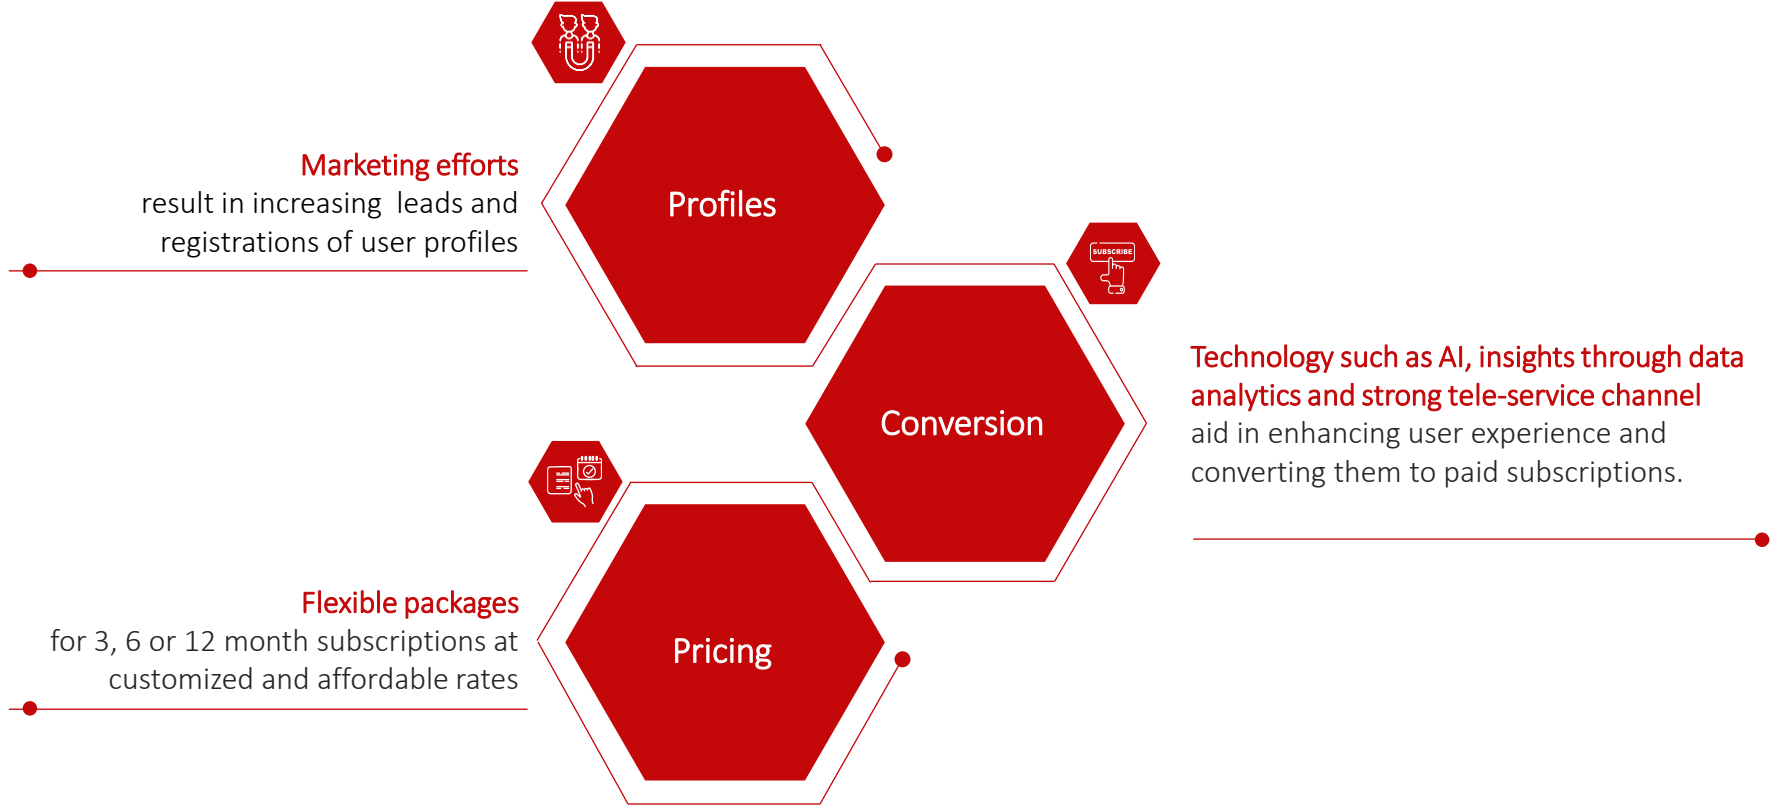 Marketing efforts
result in increasing  leads and
registrations of user profiles
Profiles
SUBSCRIBE
Conversion
Technology such as AI, insights through data
analytics and strong tele-service channel
aid in enhancing user experience and
converting them to paid subscriptions.
Flexible packages
for 3, 6 or 12 month subscriptions at
customized and affordable rates
Pricing